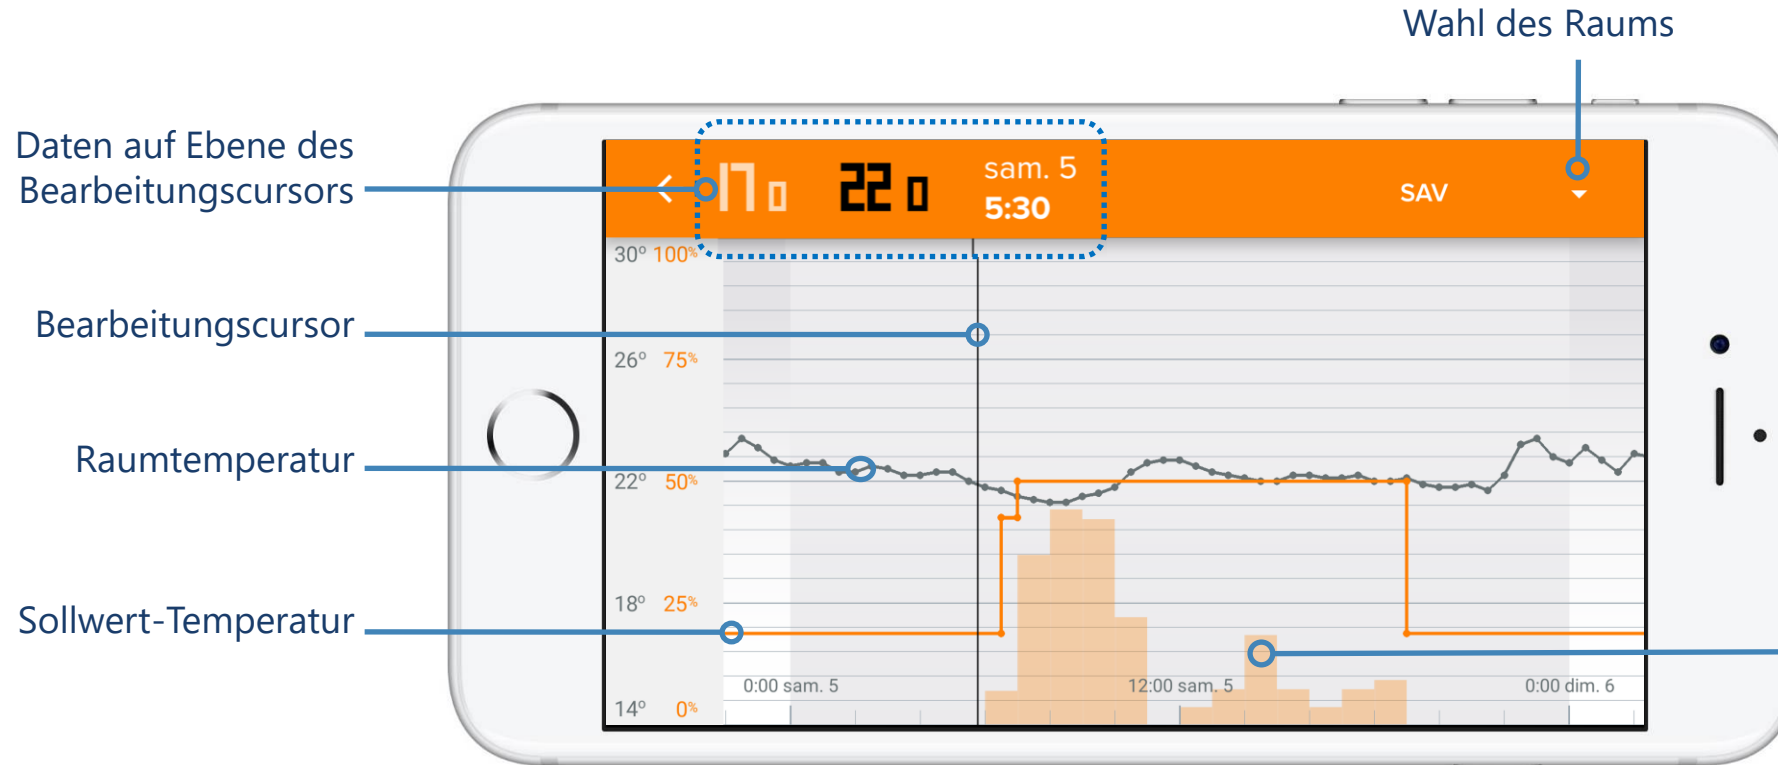 Wahl des Raums
Daten auf Ebene des
Bearbeitungscursors
17° 22° sam. 5
5:30
SAV
30° 100%
Bearbeitungscursor
26° 75%
Raumtemperatur
22° 50%
18° 25%
Sollwert-Temperatur
0:00 sam. 5 12:00 sam. 5 0:00 dim. 6
14° 0%